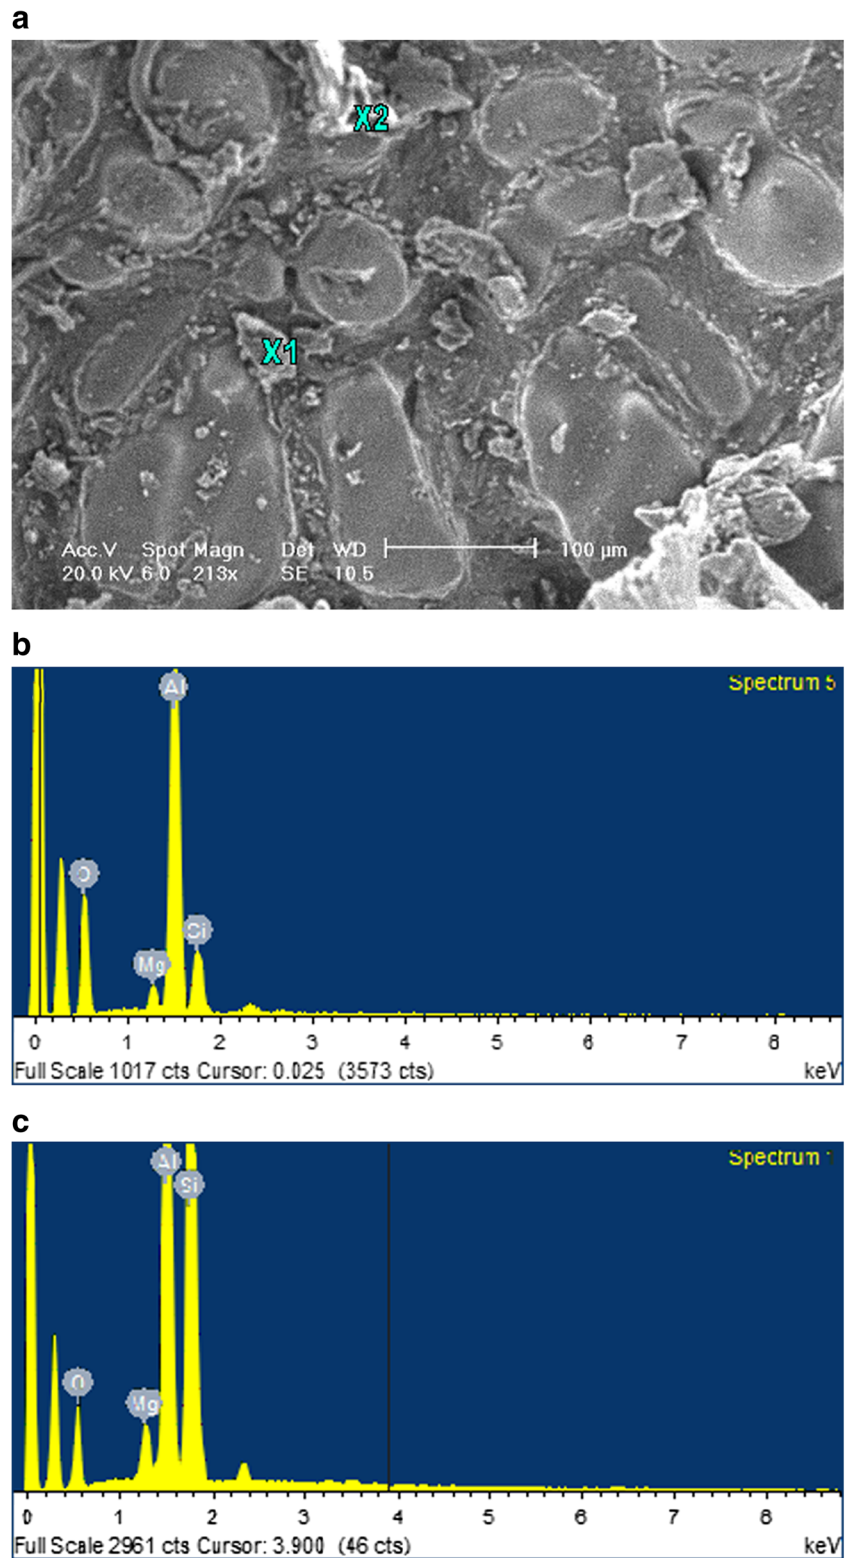 a
X2
X1
Acc.V Spot Magn Det WD 100 µm
20.0 kV 6.0 213x SE 10.5
b
Spectrum 5
Al
O
Si
Mg
0 1 2 3 4 5 6 7 8
Full Scale 1017 cts Cursor: 0.025 (3573 cts) keV
c
Spectrum 1
Al
Si
O
Mg
0 1 2 3 4 5 6 7 8
Full Scale 2961 cts Cursor: 3.900 (46 cts) keV